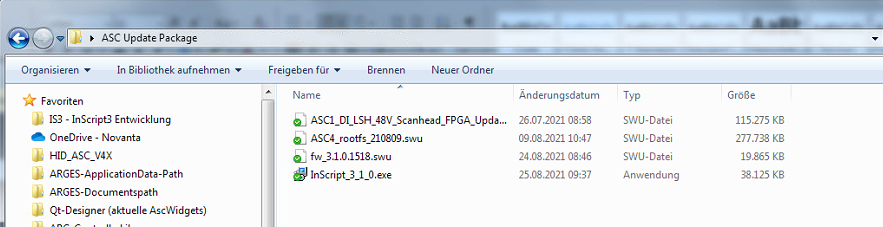 ASC Update Package
Organisieren In Bibliothek aufnehmen Freigeben für Brennen Neuer Ordner
Favoriten
IS3 - InScript3 Entwicklung
OneDrive - Novanta
HID_ASC_V4X
ARGES-ApplicationData-Path
ARGES-Documentspath
Qt-Designer (aktuelle AscWidgets)
Name Änderungsdatum Typ Größe
ASC1_DI_LSH_48V_Scanhead_FPGA_Upda... 26.07.2021 08:58 SWU-Datei 115.275 KB
ASC4_rootfs_210809.swu 09.08.2021 10:47 SWU-Datei 277.738 KB
fw_3.1.0.1518.swu 24.08.2021 08:46 SWU-Datei 19.865 KB
InScript_3_1_0.exe 25.08.2021 09:37 Anwendung 38.125 KB